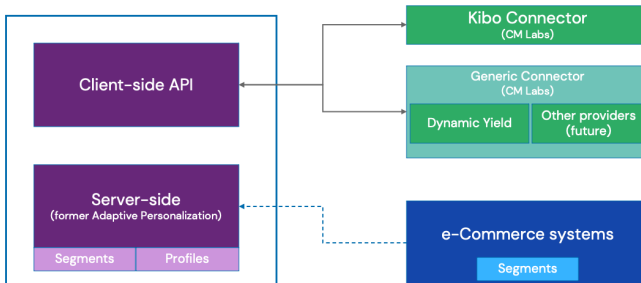 Client-side API
Server-side
(former Adaptive Personalization)
Segments
Profiles
Kibo Connector
(CM Labs)
Generic Connector
(CM Labs)
Dynamic Yield
Other providers
(future)
e-Commerce systems
Segments